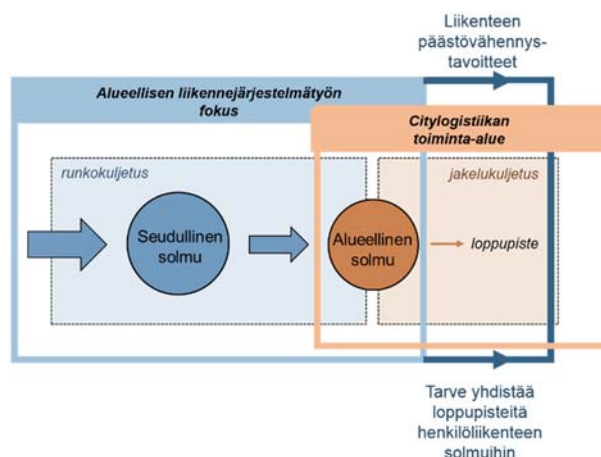 Liikenteen
päästövähennys-
tavoitteet
Alueellisen liikennejärjestelmätyön
fokus
Citylogistiikan
toiminta-alue
runkokuljetus
jakelukuljetus
Seudullinen
solmu
Alueellinen
solmu
loppupiste
Tarve yhdistää
loppupisteitä
henkilöliikenteen
solmuihin